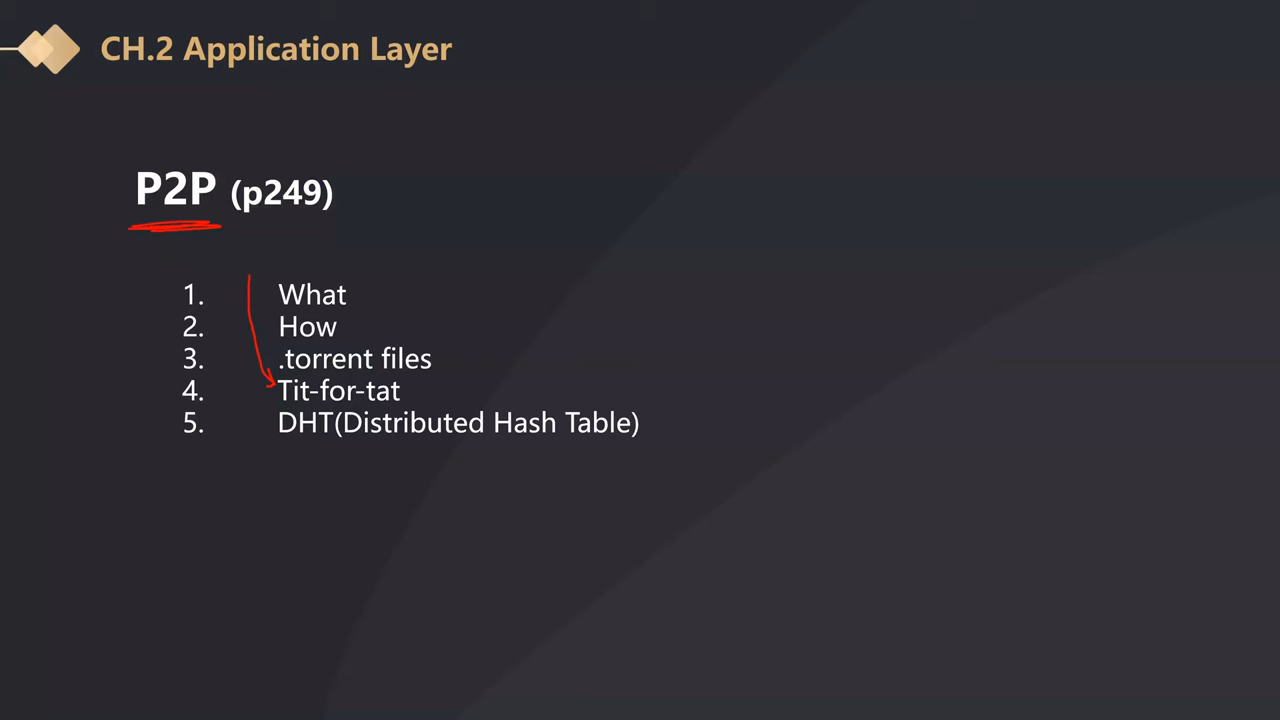 CH.2 Application Layer
P2P (p249)
1. What
2. How
3. .torrent files
4. Tit-for-tat
5. DHT(Distributed Hash Table)